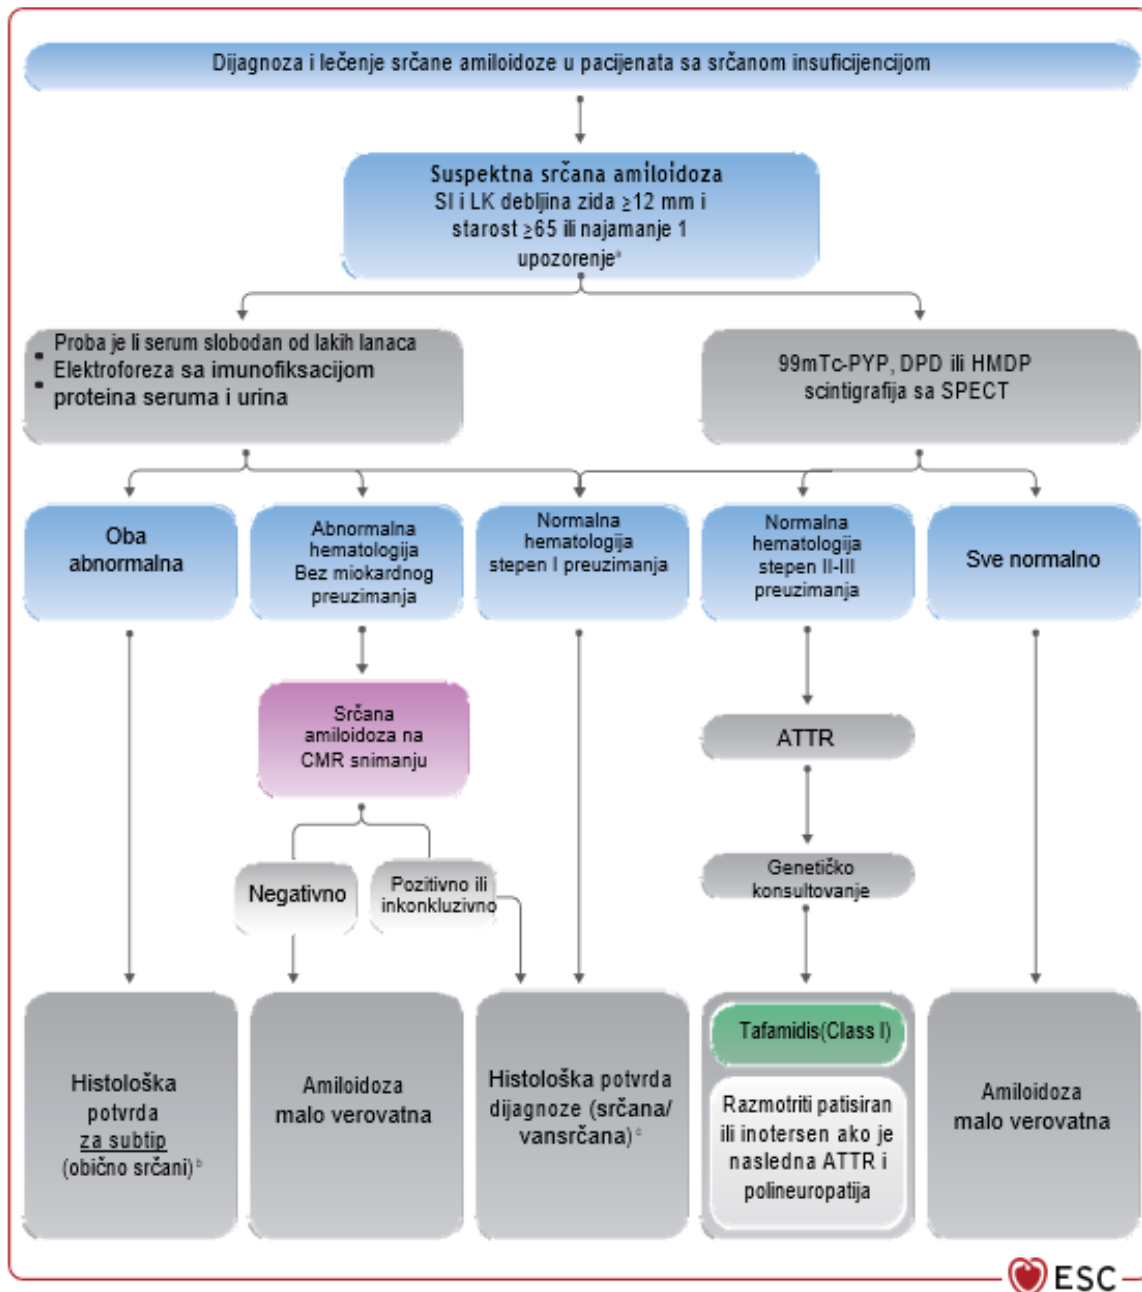 Dijagnoza i lečenje srčane amiloidoze u pacijenata sa srčanom insuficijencijom
Suspektna srčana amiloidoza
SI i LK debljina zida ≥12 mm i
starost ≥65 ili najamanje 1
upozorenje a
Proba je li serum slobodan od lakih lanaca
Elektroforeza sa imunofiksacijom
proteina seruma i urina
99mTc-PYP, DPD ili HMDP
scintigrafija sa SPECT
Oba
abnormalna
Abnormalna
hematologija
Bez miokardnog
preuzimanja
Normalna
hematologija
stepen I preuzimanja
Normalna
hematologija
stepen II-III
preuzimanja
Sve normalno
Srčana
amiloidoza na
CMR snimanju
ATTR
Genetičko
konsultovanje
Negativno
Pozitivno ili
inkonkluzivno
Histološka
potvrda
za subtip
(obično srčani) b
Amiloidoza
malo verovatna
Histološka potvrda
dijagnoze (srčana/
vansrčana) c
Tafamidis(Class I)
Razmotriti patisiran
ili inotersen ako je
nasledna ATTR i
polineuropatija
Amiloidoza
malo verovatna
ESC